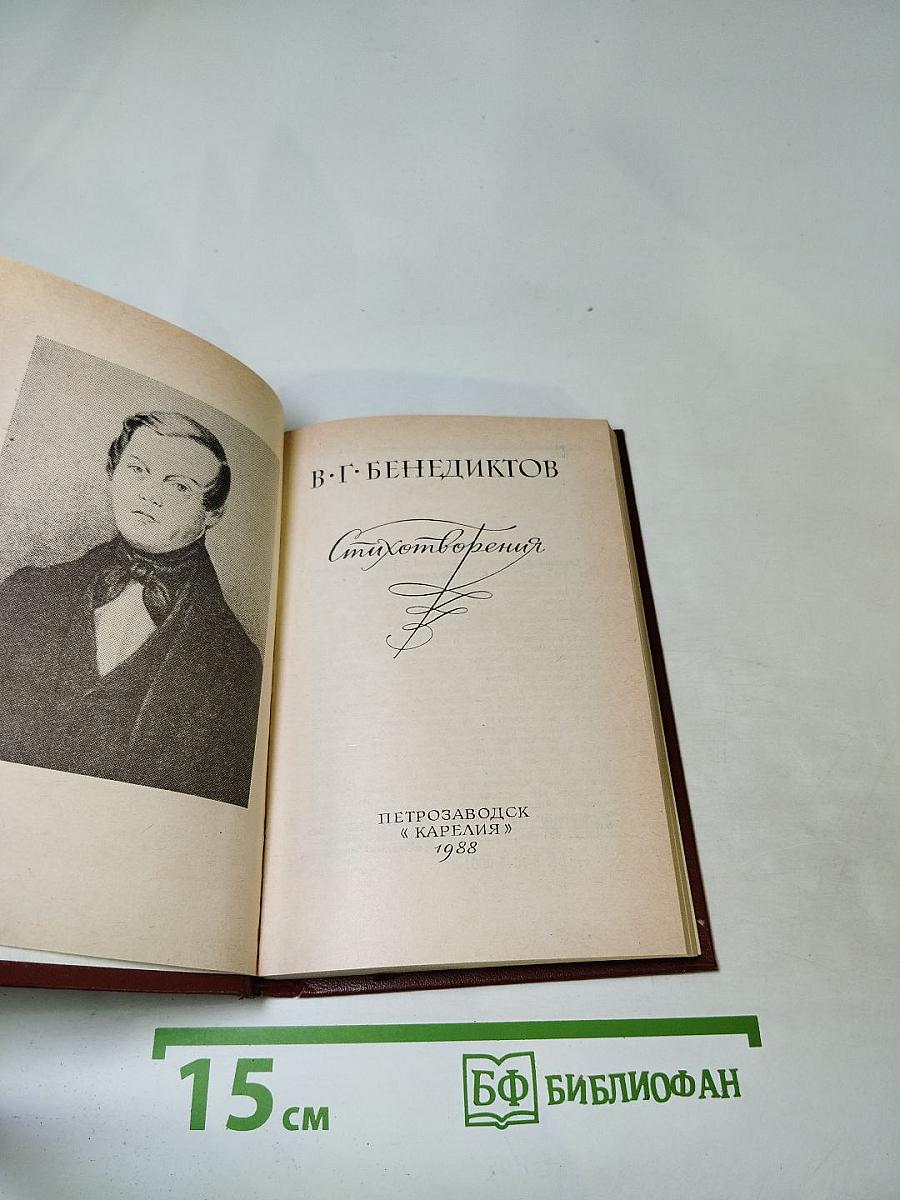 В·Г·БЕНЕДИКТОВ
Стихотворения
ПЕТРОЗАВОДСК
«КАРЕЛИЯ»
1988
15 см
БФ БИБЛИОФАН